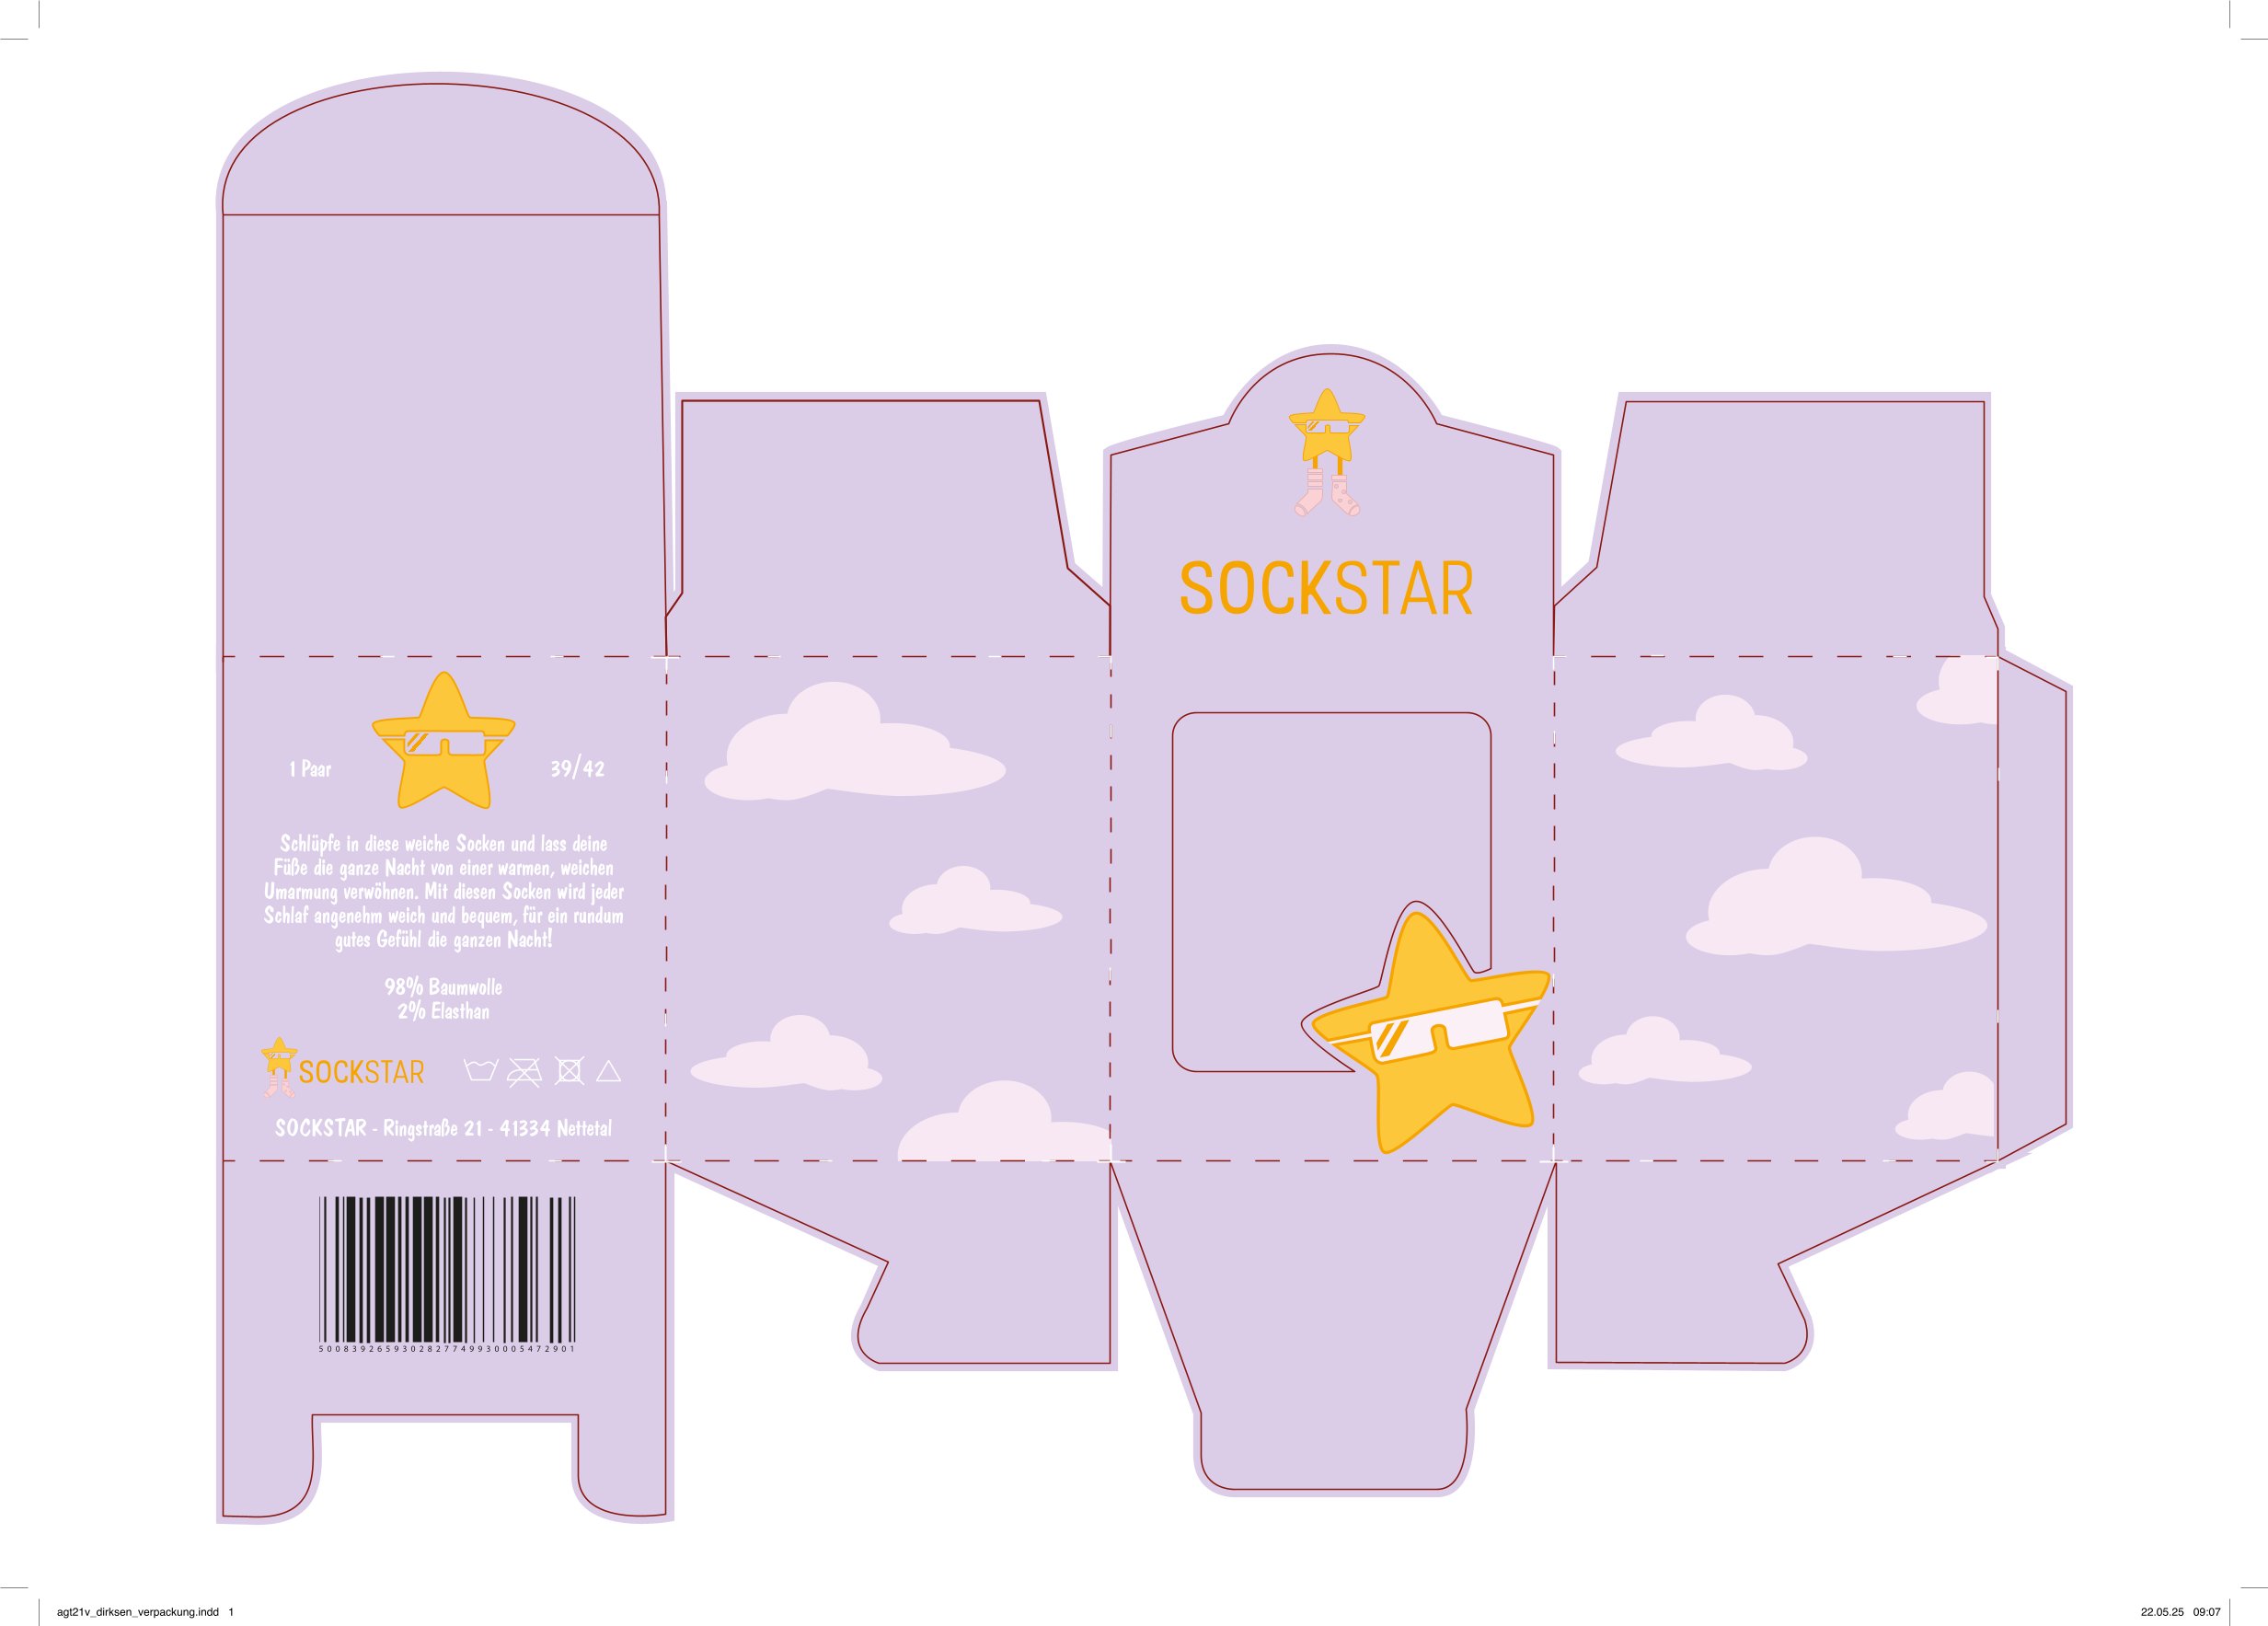 SOCKSTAR
1 Paar
39/42
Schlüpfe in diese weiche Socken und lass deine
Füße die ganze Nacht von einer warmen, weichen
Umarmung verwöhnen. Mit diesen Socken wird jeder
Schlaf angenehm weich und bequem, für ein rundum
gutes Gefühl die ganzen Nacht!
98% Baumwolle
2% Elasthan
SOCKSTAR
SOCKSTAR - Ringstraße 21 - 41334 Nettetal
50083926593028277499300054729​01
agt21v_dirksen_verpackung.indd 1
22.05.25 09:07